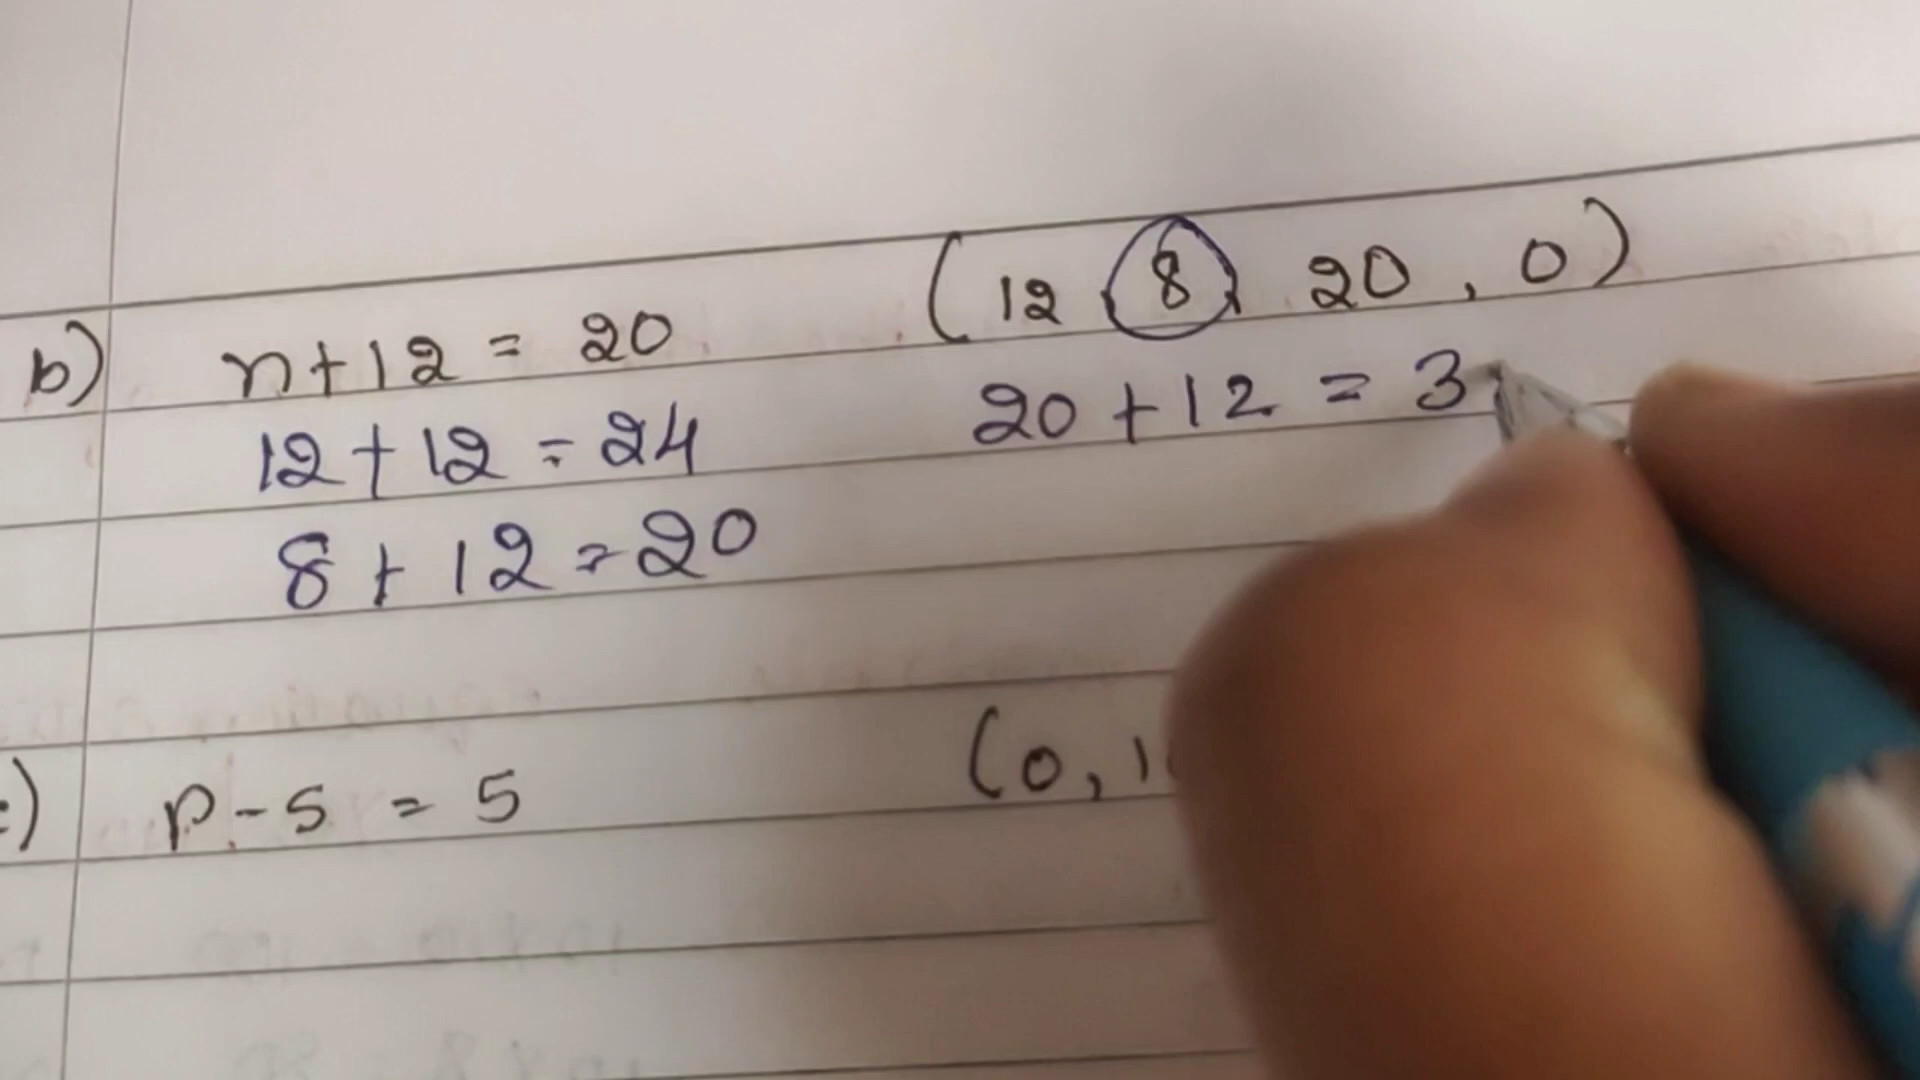 b) n+12 = 20 (12, 8, 20, 0)
12+12 = 24 20+12 = 3
8+12=20
) p-5 = 5 (0, 1